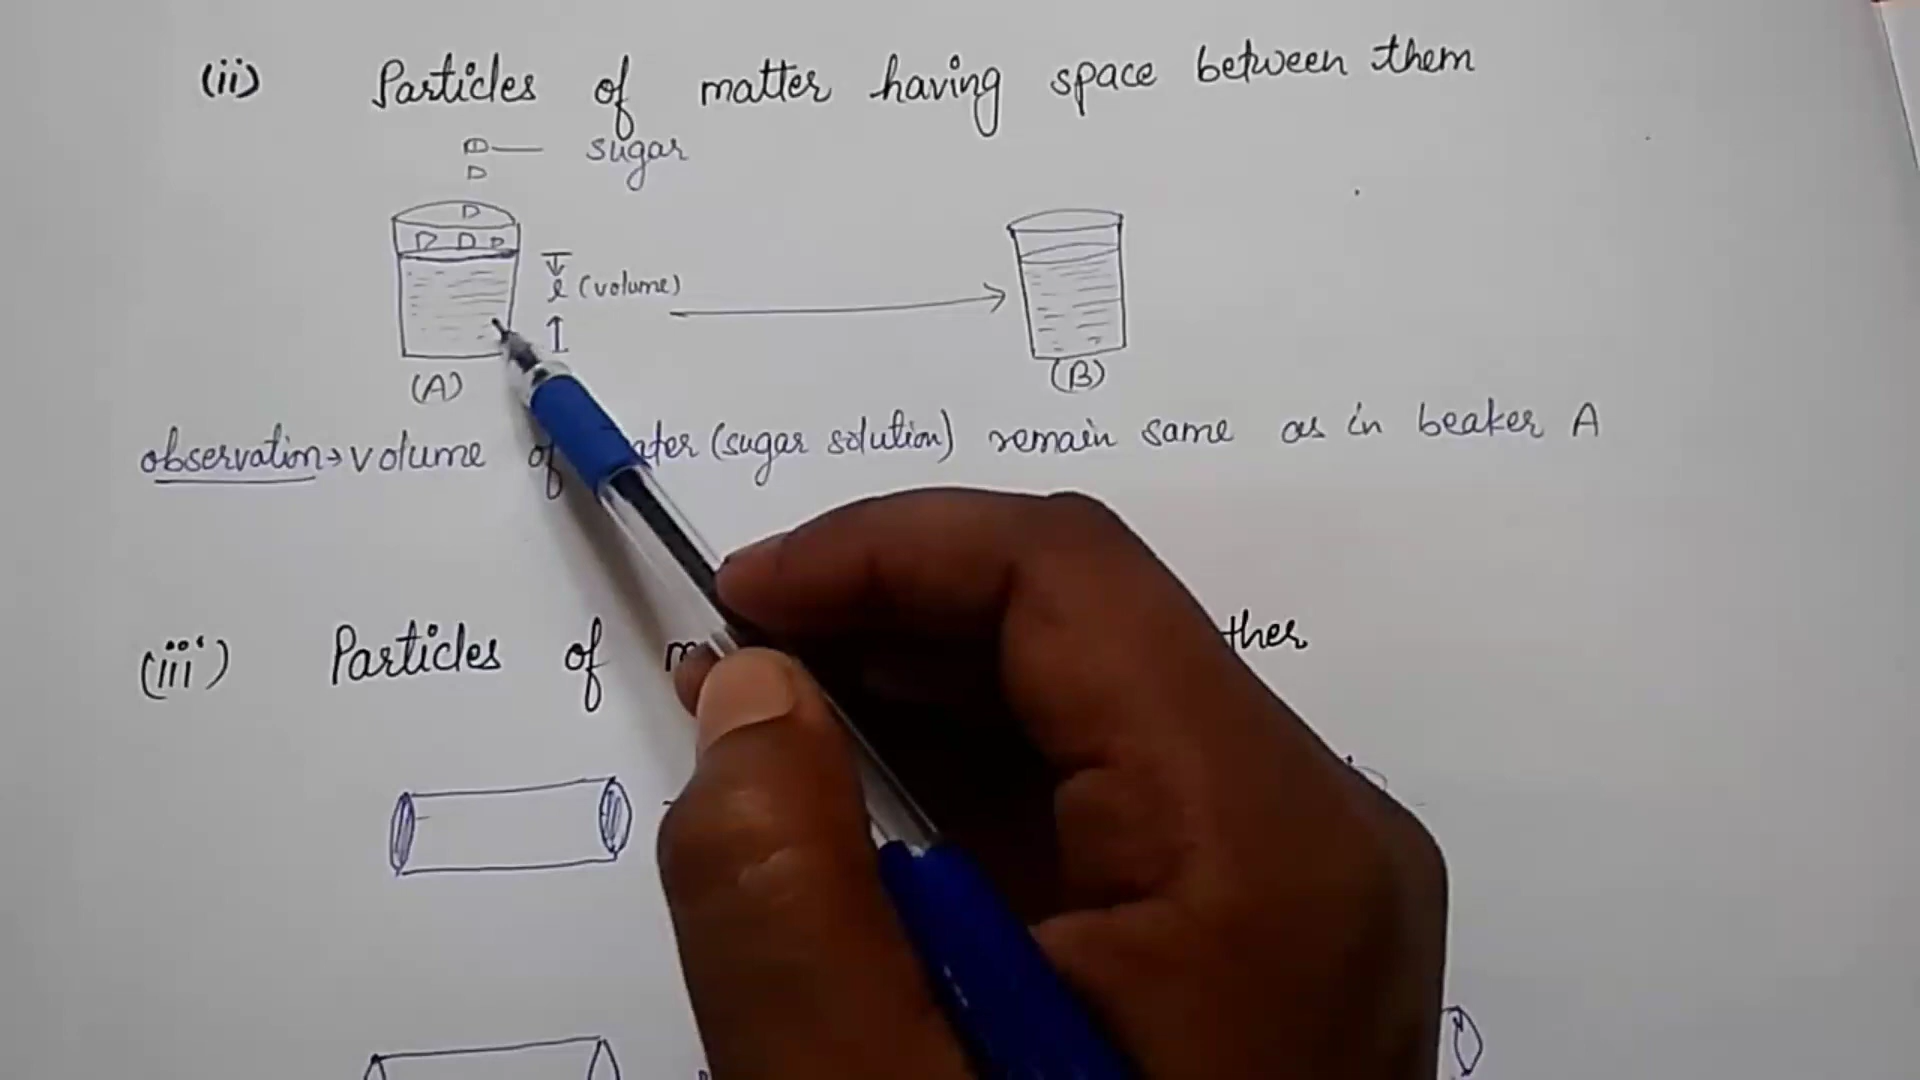 (ii) Particles of matter having space between them
sugar
l (volume)
(A)
(B)
observation → volume of water (sugar solution) remain same as in beaker A
(iii) Particles of